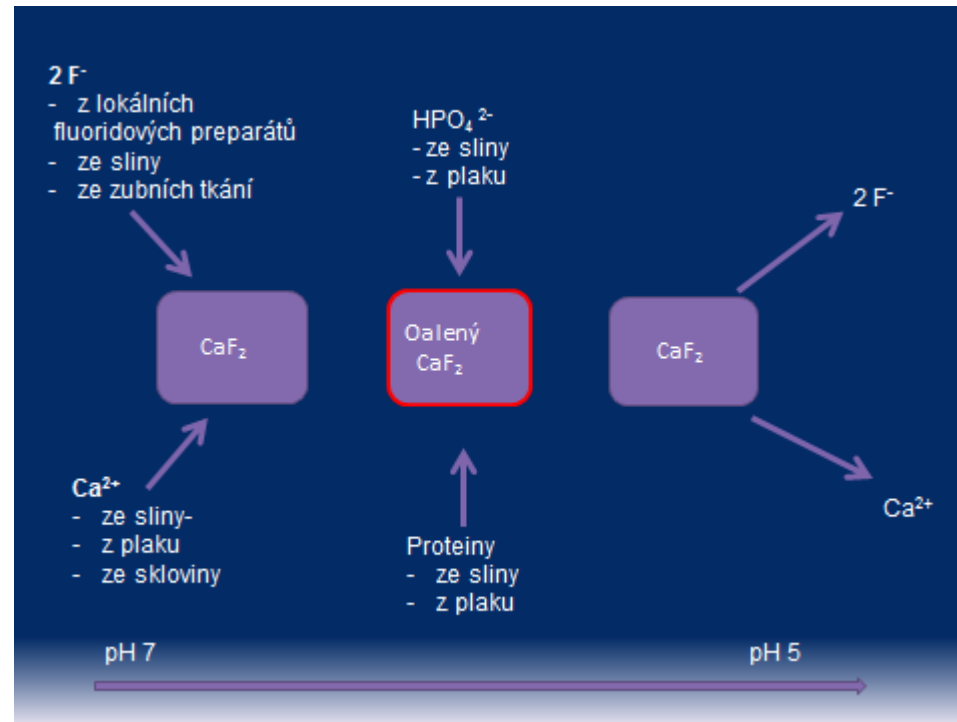 2 F⁻
- z lokálních
fluoridových preparátů
- ze sliny
- ze zubních tkání
HPO₄ ²⁻
- ze sliny
- z plaku
2 F⁻
CaF₂
Oalený
CaF₂
CaF₂
Ca²⁺
- ze sliny-
- z plaku
- ze skloviny
Proteiny
- ze sliny
- z plaku
Ca²⁺
pH 7
pH 5